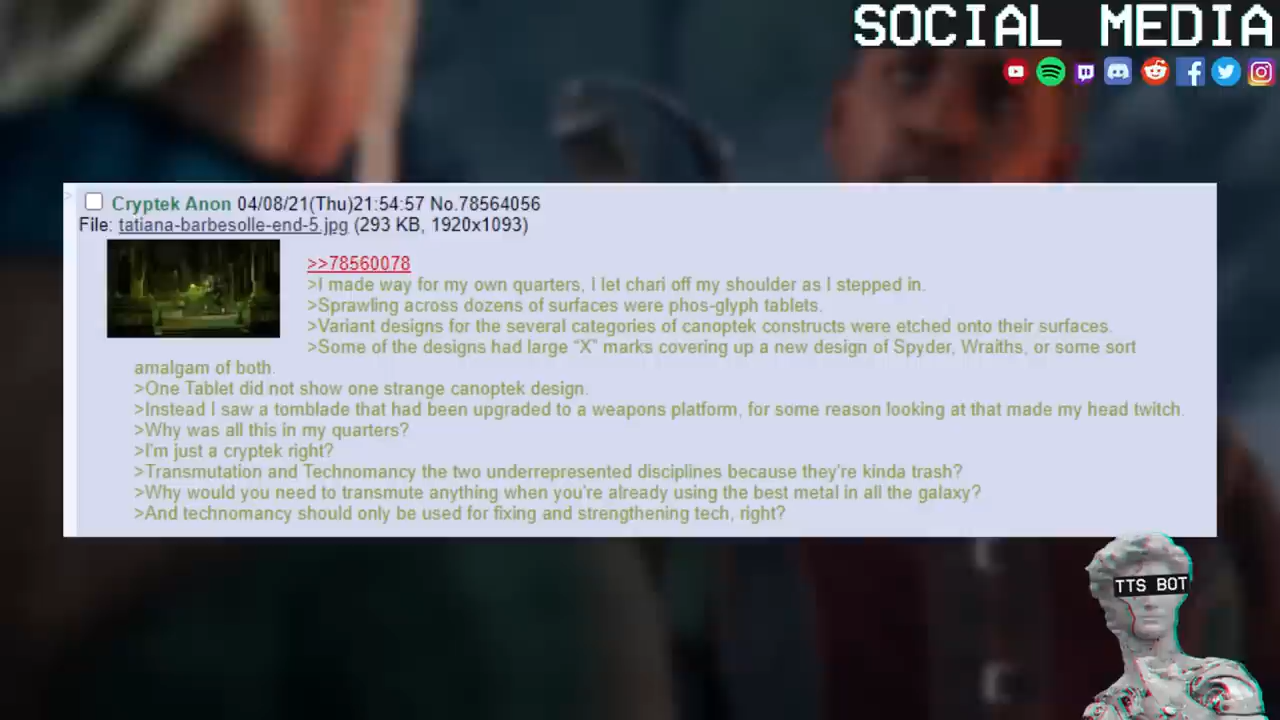 SOCIAL MEDIA
Cryptek Anon 04/08/21(Thu)21:54:57 No.78564056
File: tatiana-barbesolle-end-5.jpg (293 KB, 1920x1093)
>>78560078
>I made way for my own quarters, I let chari off my shoulder as I stepped in.
>Sprawling across dozens of surfaces were phos-glyph tablets.
>Variant designs for the several categories of canoptek constructs were etched onto their surfaces.
>Some of the designs had large “X” marks covering up a new design of Spyder, Wraiths, or some sort
amalgam of both.
>One Tablet did not show one strange canoptek design.
>Instead I saw a tomblade that had been upgraded to a weapons platform, for some reason looking at that made my head twitch.
>Why was all this in my quarters?
>I'm just a cryptek right?
>Transmutation and Technomancy the two underrepresented disciplines because they're kinda trash?
>Why would you need to transmute anything when you're already using the best metal in all the galaxy?
>And technomancy should only be used for fixing and strengthening tech, right?
TTS BOT